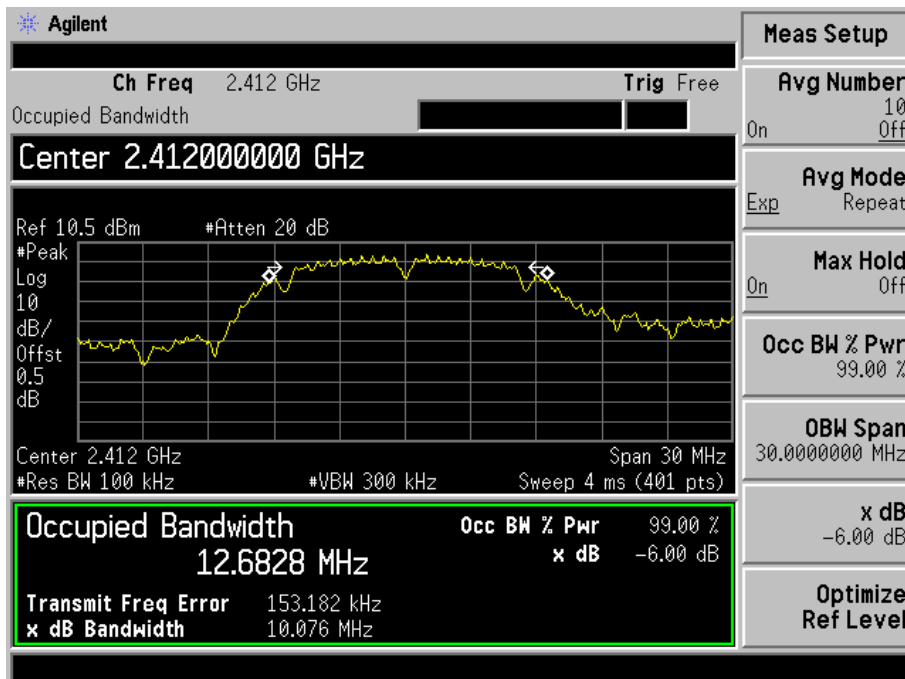 Agilent
Ch Freq 2.412 GHz Trig Free
Occupied Bandwidth
Center 2.412000000 GHz
Ref 10.5 dBm #Atten 20 dB
#Peak
Log
10
dB/
Offst
0.5
dB
Center 2.412 GHz Span 30 MHz
#Res BW 100 kHz #VBW 300 kHz Sweep 4 ms (401 pts)
Occupied Bandwidth Occ BW % Pwr 99.00 %
12.6828 MHz x dB -6.00 dB
Transmit Freq Error 153.182 kHz
x dB Bandwidth 10.076 MHz
Meas Setup
Avg Number
10
On Off
Avg Mode
Exp Repeat
Max Hold
On Off
Occ BW % Pwr
99.00 %
OBW Span
30.0000000 MHz
x dB
-6.00 dB
Optimize
Ref Level